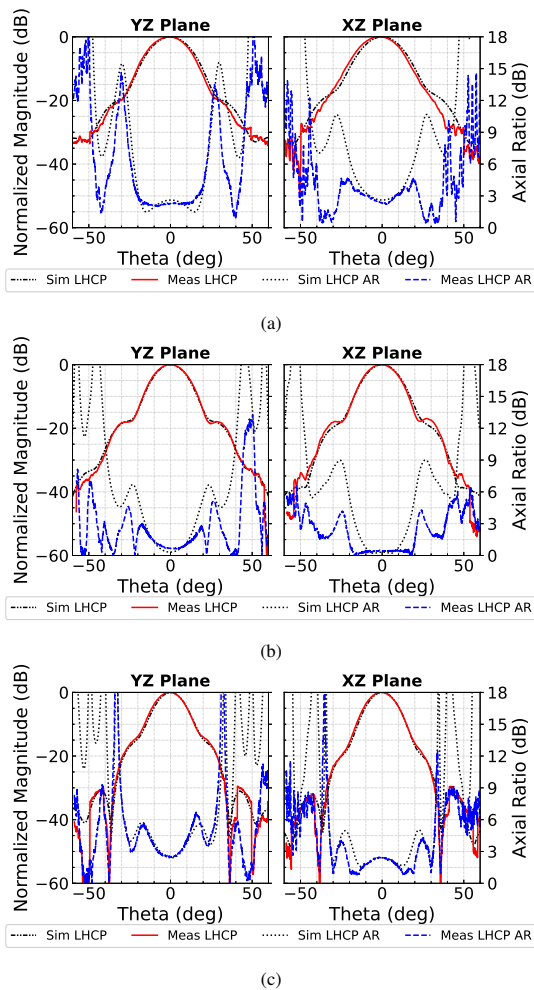 YZ Plane XZ Plane
Normalized Magnitude (dB)
0
−20
−40
−60
18
15
12
9
6
3
0
Axial Ratio (dB)
−50 0 50 −50 0 50
Theta (deg) Theta (deg)
Sim LHCP Meas LHCP Sim LHCP AR Meas LHCP AR
(a)
YZ Plane XZ Plane
Normalized Magnitude (dB)
0
−20
−40
−60
18
15
12
9
6
3
0
Axial Ratio (dB)
−50 0 50 −50 0 50
Theta (deg) Theta (deg)
Sim LHCP Meas LHCP Sim LHCP AR Meas LHCP AR
(b)
YZ Plane XZ Plane
Normalized Magnitude (dB)
0
−20
−40
−60
18
15
12
9
6
3
0
Axial Ratio (dB)
−50 0 50 −50 0 50
Theta (deg) Theta (deg)
Sim LHCP Meas LHCP Sim LHCP AR Meas LHCP AR
(c)